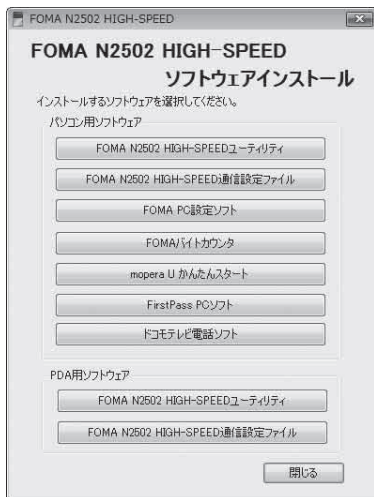 FOMA N2502 HIGH-SPEED
FOMA N2502 HIGH-SPEED
ソフトウェアインストール
インストールするソフトウェアを選択してください。
パソコン用ソフトウェア
FOMA N2502 HIGH-SPEEDユーティリティ
FOMA N2502 HIGH-SPEED通信設定ファイル
FOMA PC設定ソフト
FOMAバイトカウンタ
mopera U かんたんスタート
FirstPass PCソフト
ドコモテレビ電話ソフト
PDA用ソフトウェア
FOMA N2502 HIGH-SPEEDユーティリティ
FOMA N2502 HIGH-SPEED通信設定ファイル
閉じる